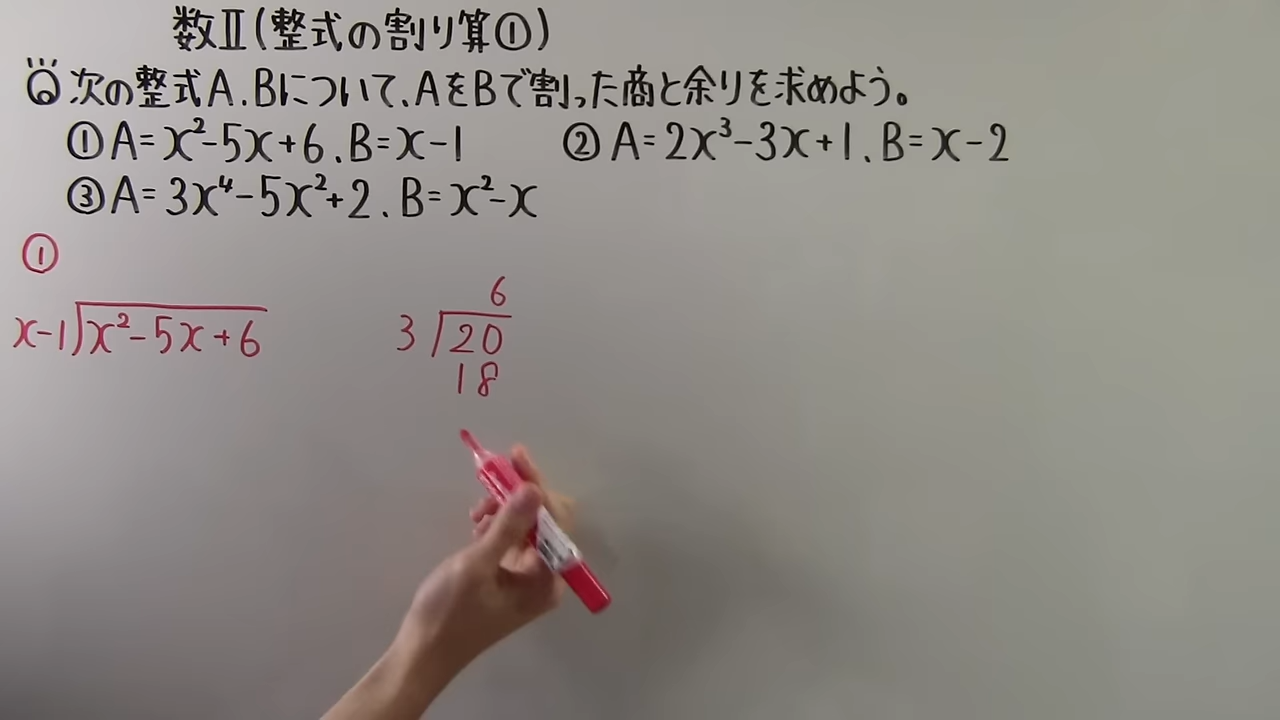 数Ⅱ(整式の割り算①)
Q 次の整式A.Bについて、AをBで割った商と余りを求めよう。
①A=x²-5x+6.B=x-1 ②A=2x³-3x+1.B=x-2
③A=3x⁴-5x²+2.B=x²-x
①
6
x-1)x²-5x+6 3)20
18